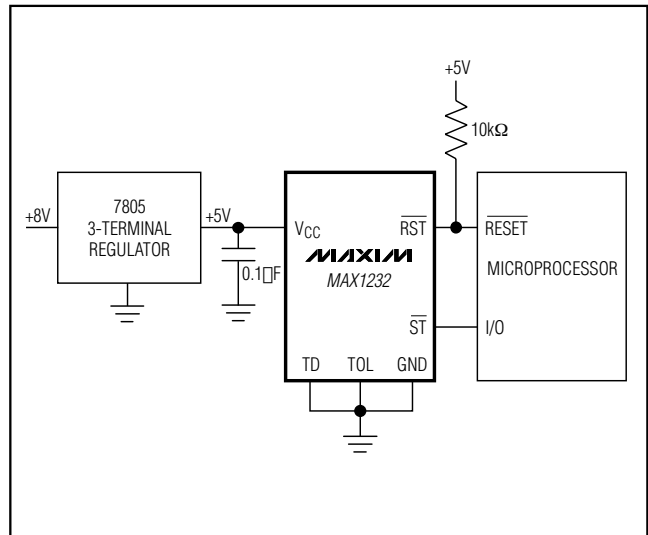 +5V
10kΩ
+8V
7805
3-TERMINAL
REGULATOR
+5V
0.1□F
VCC
RST
MAXIM
MAX1232
ST
TD TOL GND
RESET
MICROPROCESSOR
I/O